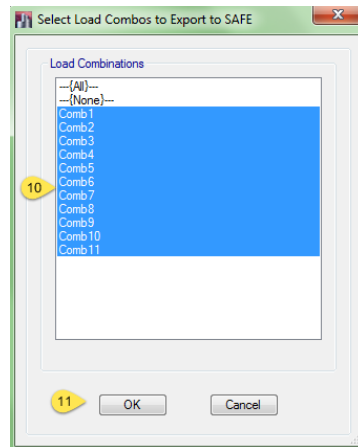 Select Load Combos to Export to SAFE
Load Combinations
---{All}---
---{None}---
Comb1
Comb2
Comb3
Comb4
Comb5
Comb6
10
Comb7
Comb8
Comb9
Comb10
Comb11
11
OK
Cancel